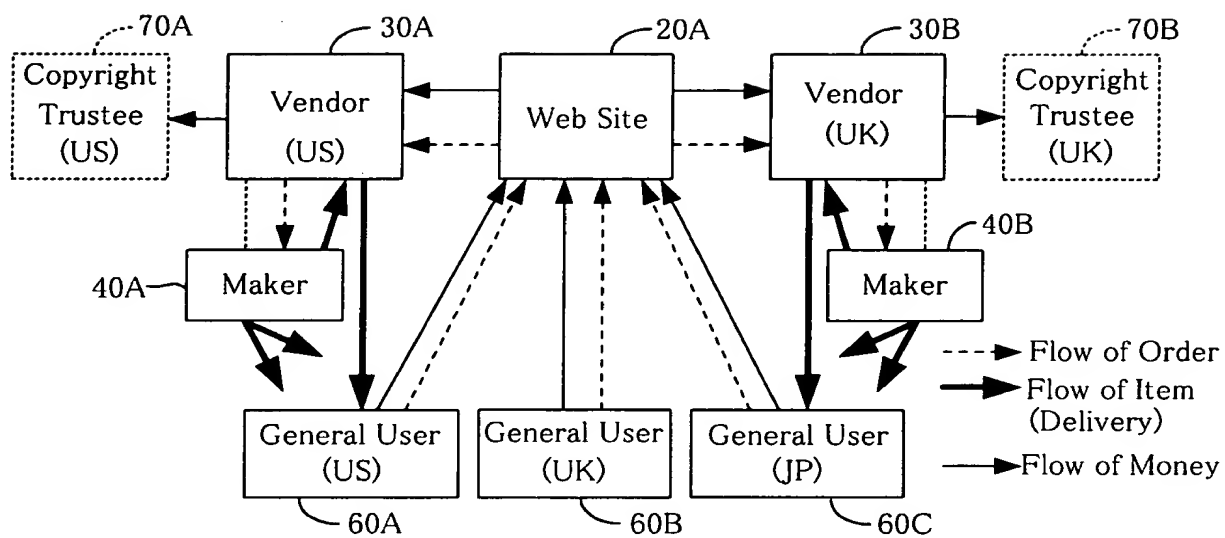 70A
30A
20A
30B
70B
Copyright
Trustee
(US)
Vendor
(US)
Web Site
Vendor
(UK)
Copyright
Trustee
(UK)
40A
Maker
40B
Maker
Flow of Order
Flow of Item
(Delivery)
Flow of Money
General User
(US)
General User
(UK)
General User
(JP)
60A
60B
60C